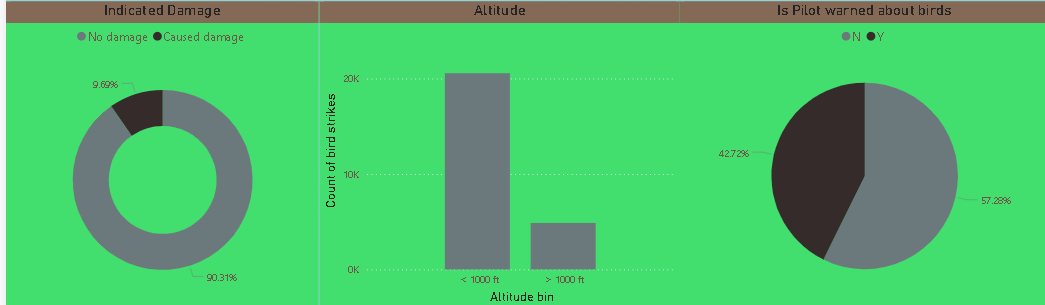 Indicated Damage
No damage Caused damage
9.69%
90.31%
Altitude
Count of bird strikes
20K
10K
0K
< 1000 ft > 1000 ft
Altitude bin
Is Pilot warned about birds
N Y
42.72%
57.28%